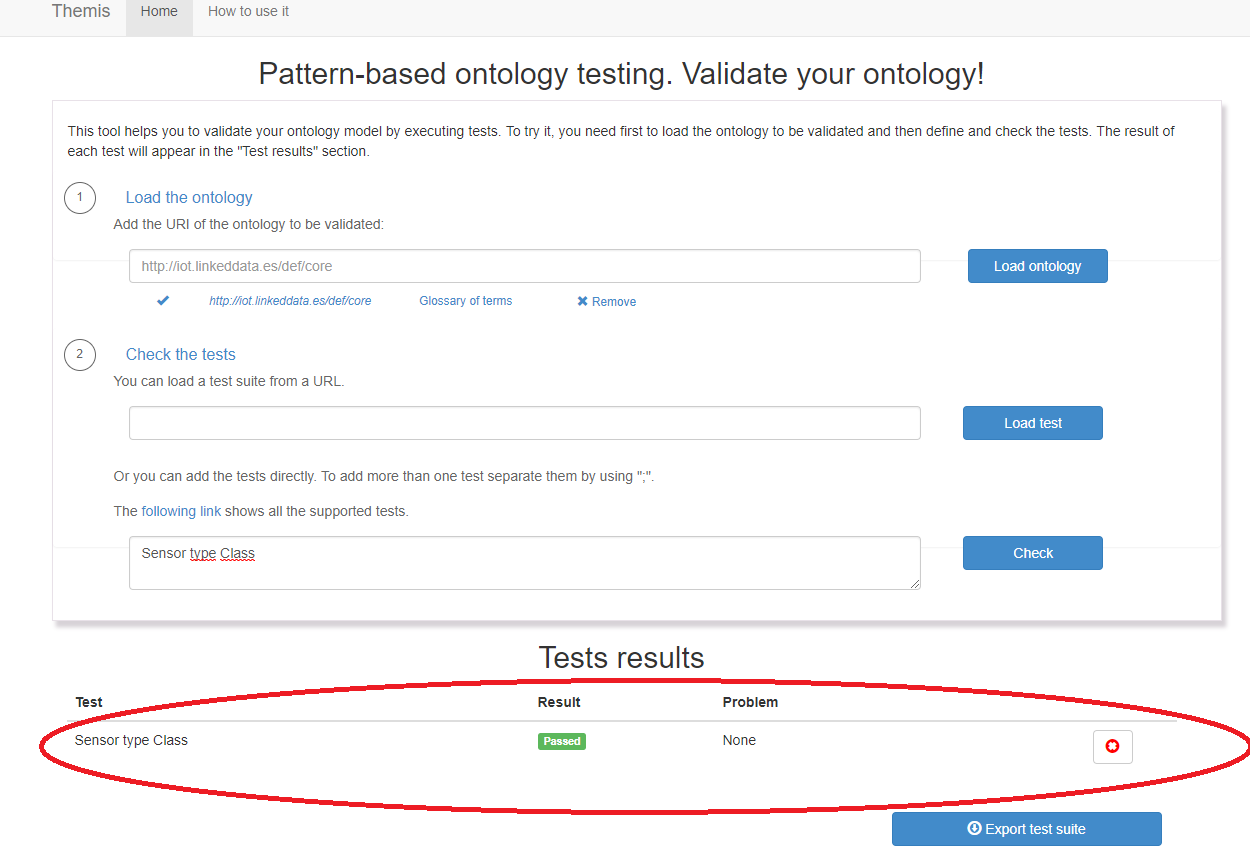 Themis Home How to use it
Pattern-based ontology testing. Validate your ontology!
This tool helps you to validate your ontology model by executing tests. To try it, you need first to load the ontology to be validated and then define and check the tests. The result of
each test will appear in the "Test results" section.
1 Load the ontology
Add the URI of the ontology to be validated:
http://iot.linkeddata.es/def/core Load ontology
http://iot.linkeddata.es/def/core Glossary of terms Remove
2 Check the tests
You can load a test suite from a URL.
Load test
Or you can add the tests directly. To add more than one test separate them by using ";".
The following link shows all the supported tests.
Sensor type Class Check
Tests results
Test Result Problem
Sensor type Class Passed None
Export test suite